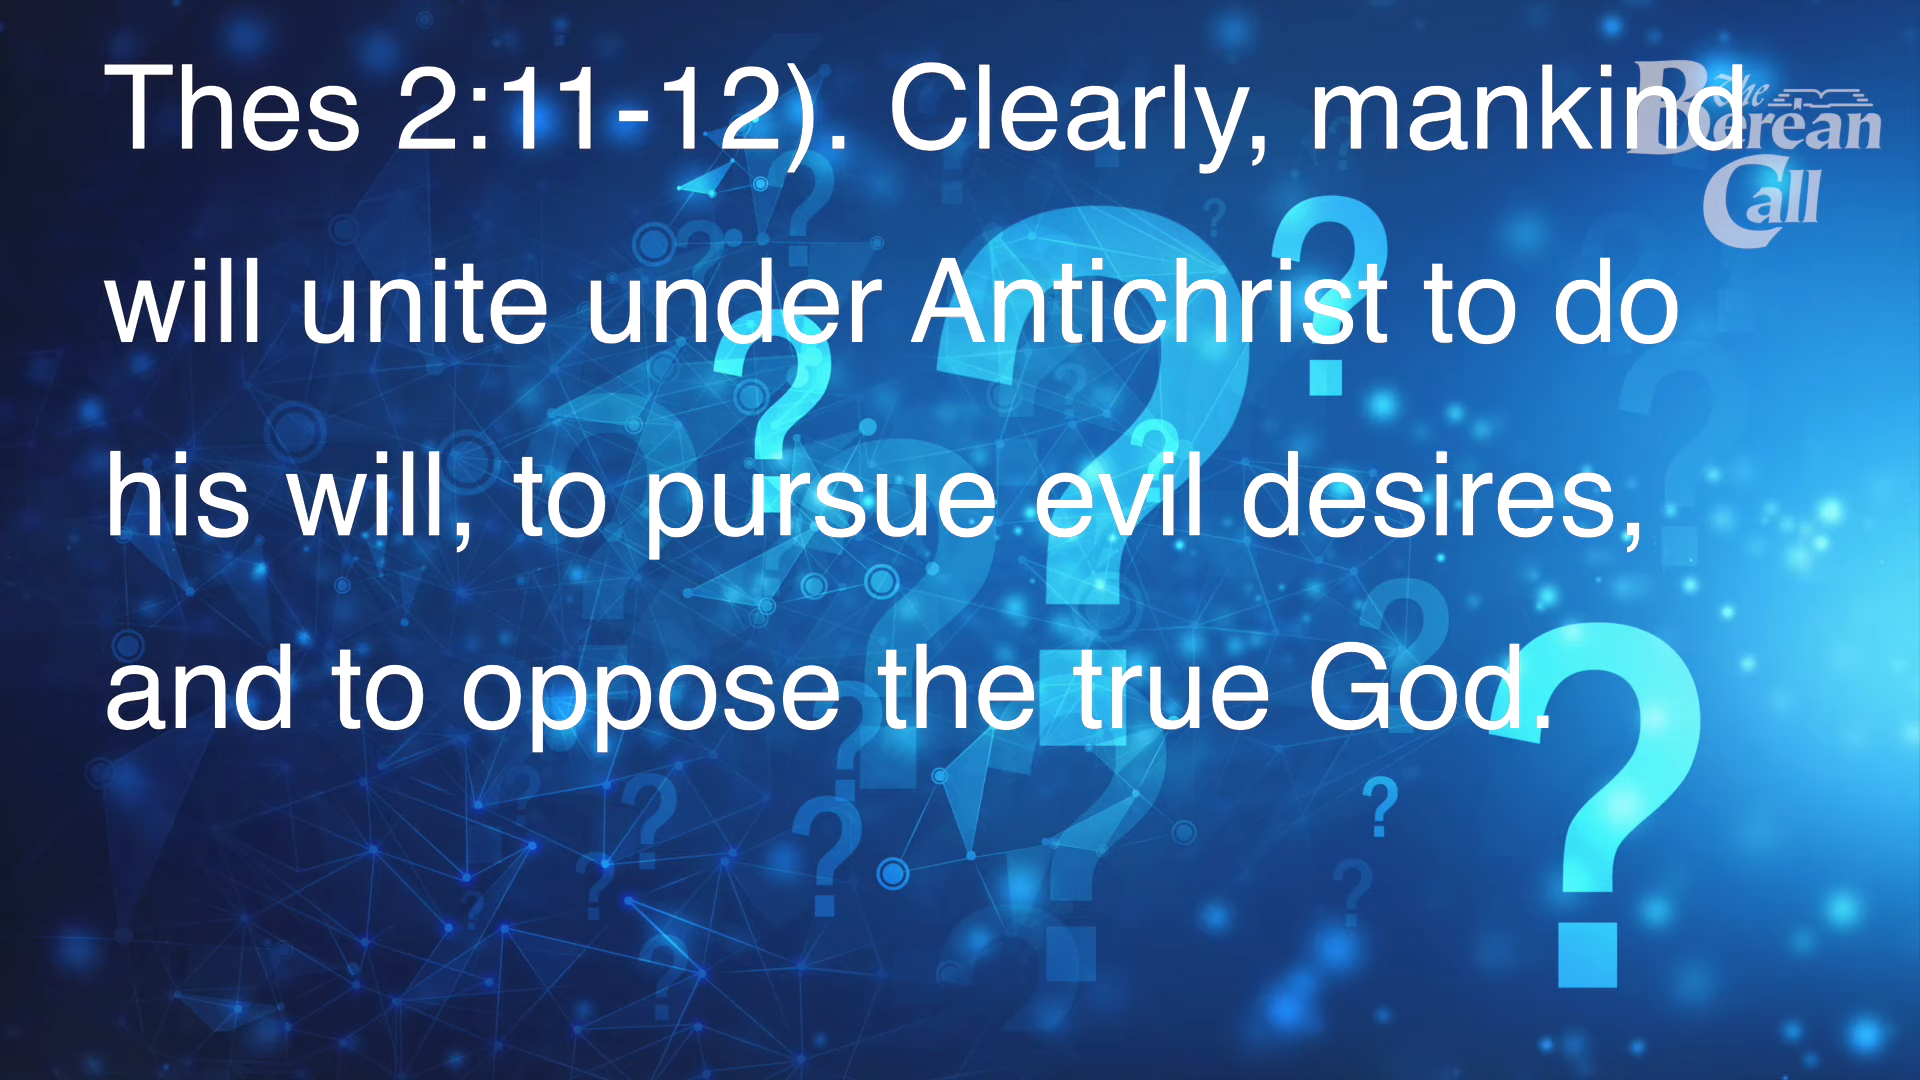 Thes 2:11-12). Clearly, mankind
will unite under Antichrist to do
his will, to pursue evil desires,
and to oppose the true God.
The
Berean
Call